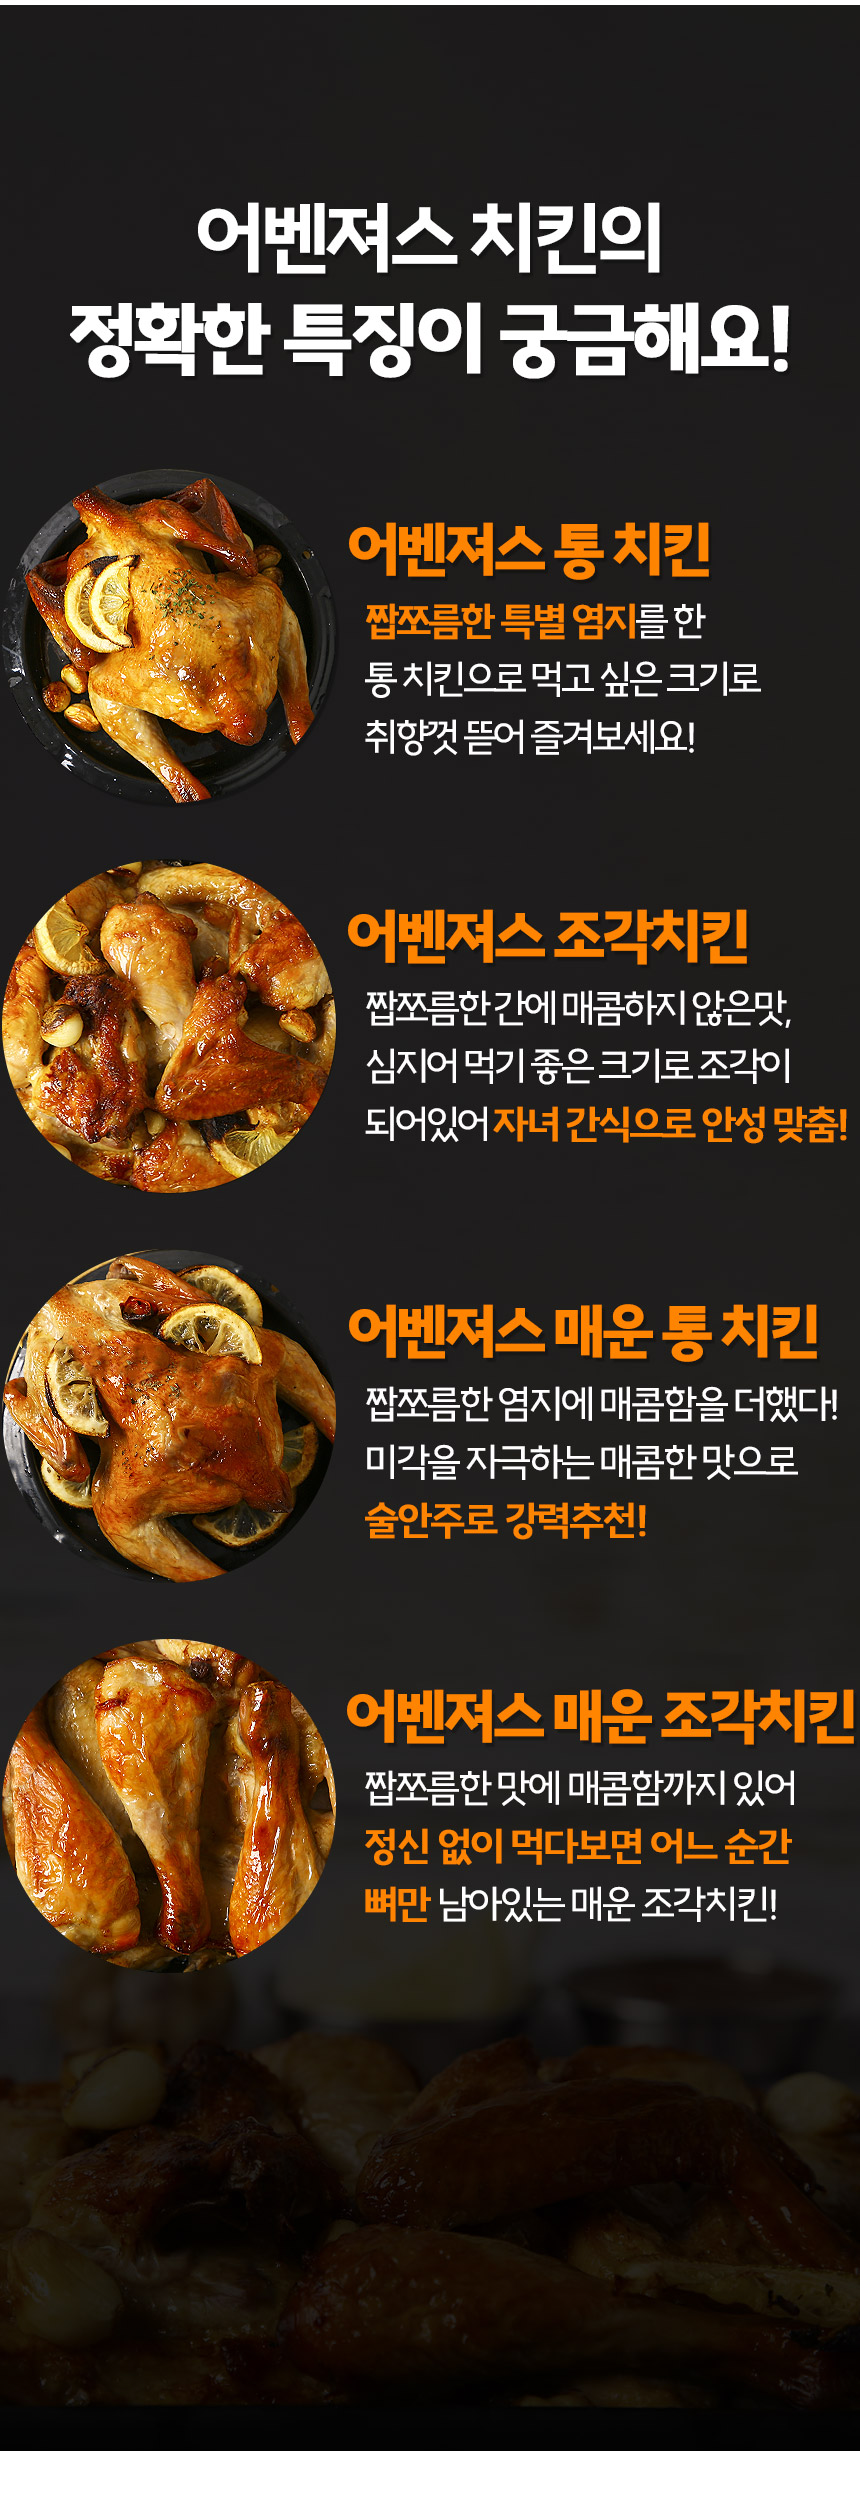 어벤져스 치킨의
정확한 특징이 궁금해요!
어벤져스 통 치킨
짭쪼름한 특별 염지를 한
통 치킨으로 먹고 싶은 크기로
취향껏 뜯어 즐겨보세요!
어벤져스 조각치킨
짭쪼름한 간에 매콤하지 않은맛,
심지어 먹기 좋은 크기로 조각이
되어있어 자녀 간식으로 안성 맞춤!
어벤져스 매운 통 치킨
짭쪼름한 염지에 매콤함을 더했다!
미각을 자극하는 매콤한 맛으로
술안주로 강력추천!
어벤져스 매운 조각치킨
짭쪼름한 맛에 매콤함까지 있어
정신 없이 먹다보면 어느 순간
뼈만 남아있는 매운 조각치킨!